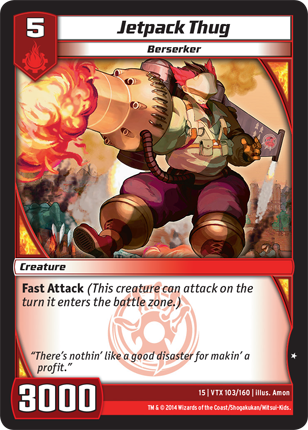 5
Jetpack Thug
Berserker
Creature
Fast Attack (This creature can attack on the
turn it enters the battle zone.)
"There's nothin' like a good disaster for makin' a
profit."
3000
15 | VTX 103/160 | illus. Amon
TM & © 2014 Wizards of the Coast/Shogakukan/Mitsui-Kids.